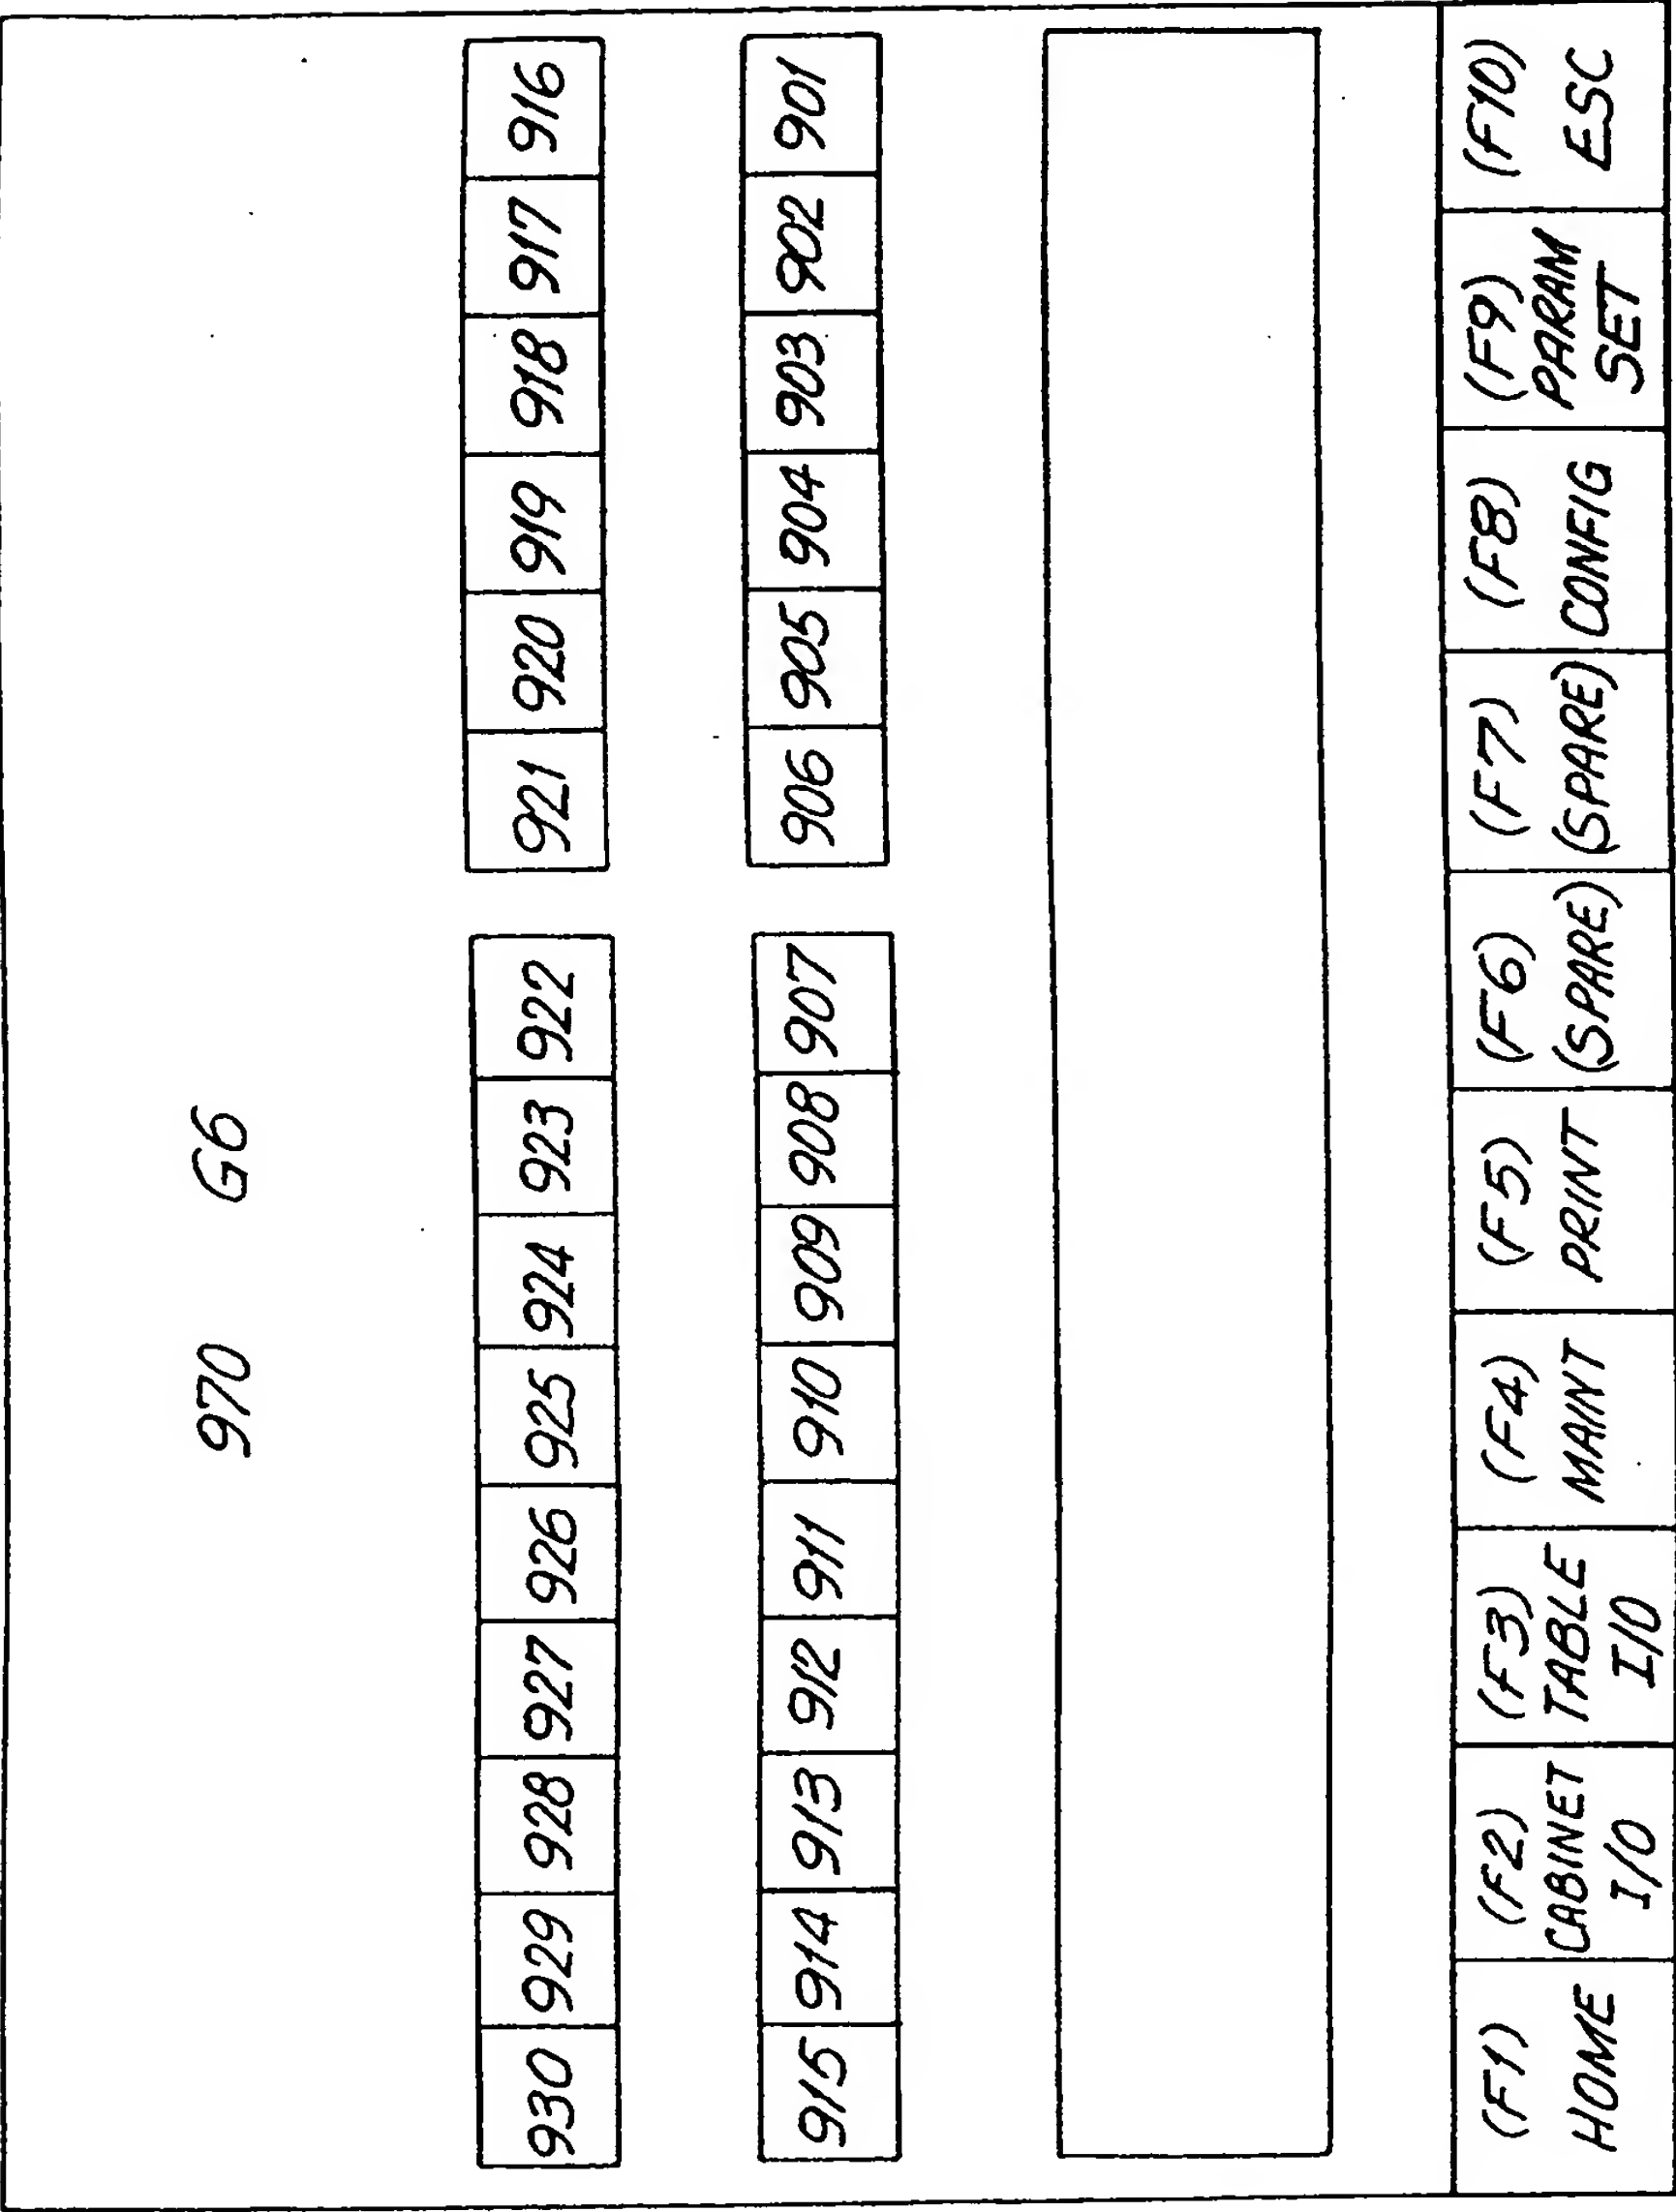 970 G6
930 929 928 927 926 925 924 923 922 921 920 919 918 917 916
915 914 913 912 911 910 909 908 907 906 905 904 903 902 901
(F1) (F2) (F3) (F4) (F5) (F6) (F7) (F8) (F9) (F10)
HOME CABINET TABLE MAINT PRINT (SPARE) (SPARE) CONFIG PARAM ESC
I/O I/O SET